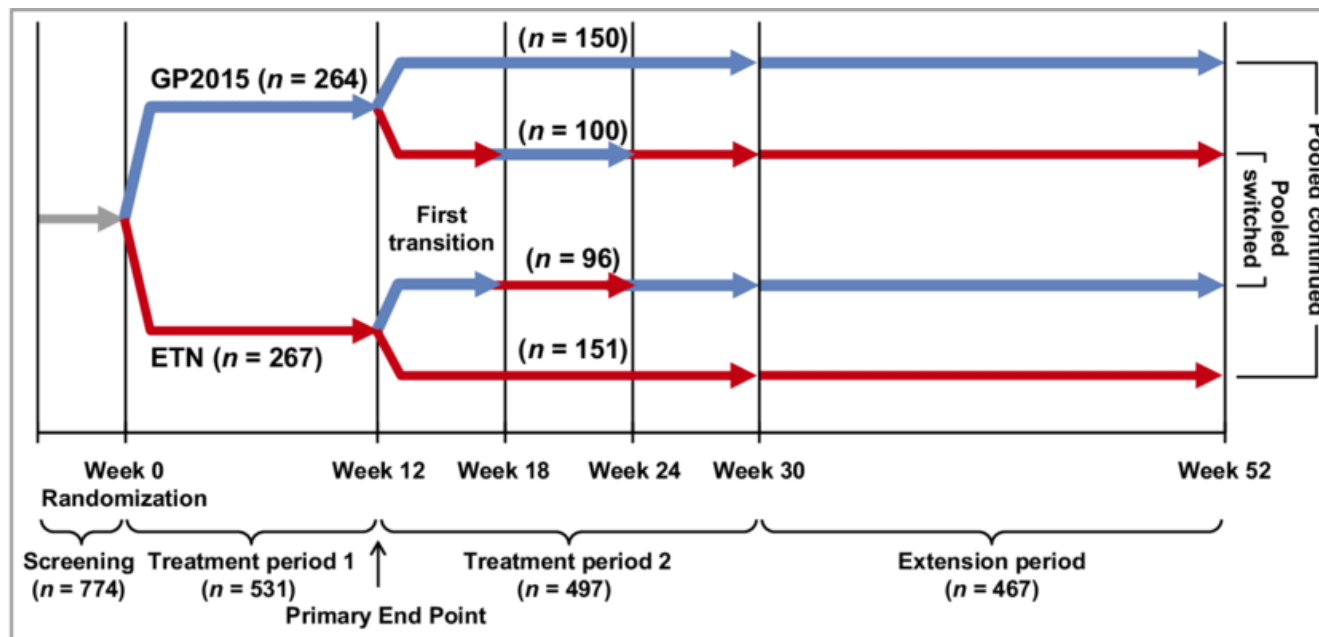 (n = 150)
GP2015 (n = 264)
(n = 100)
First
transition
(n = 96)
ETN (n = 267)
(n = 151)
Pooled
switched
Pooled continued
Week 0
Randomization
Week 12
Week 18
Week 24
Week 30
Week 52
Screening
(n = 774)
Treatment period 1
(n = 531)
Primary End Point
Treatment period 2
(n = 497)
Extension period
(n = 467)